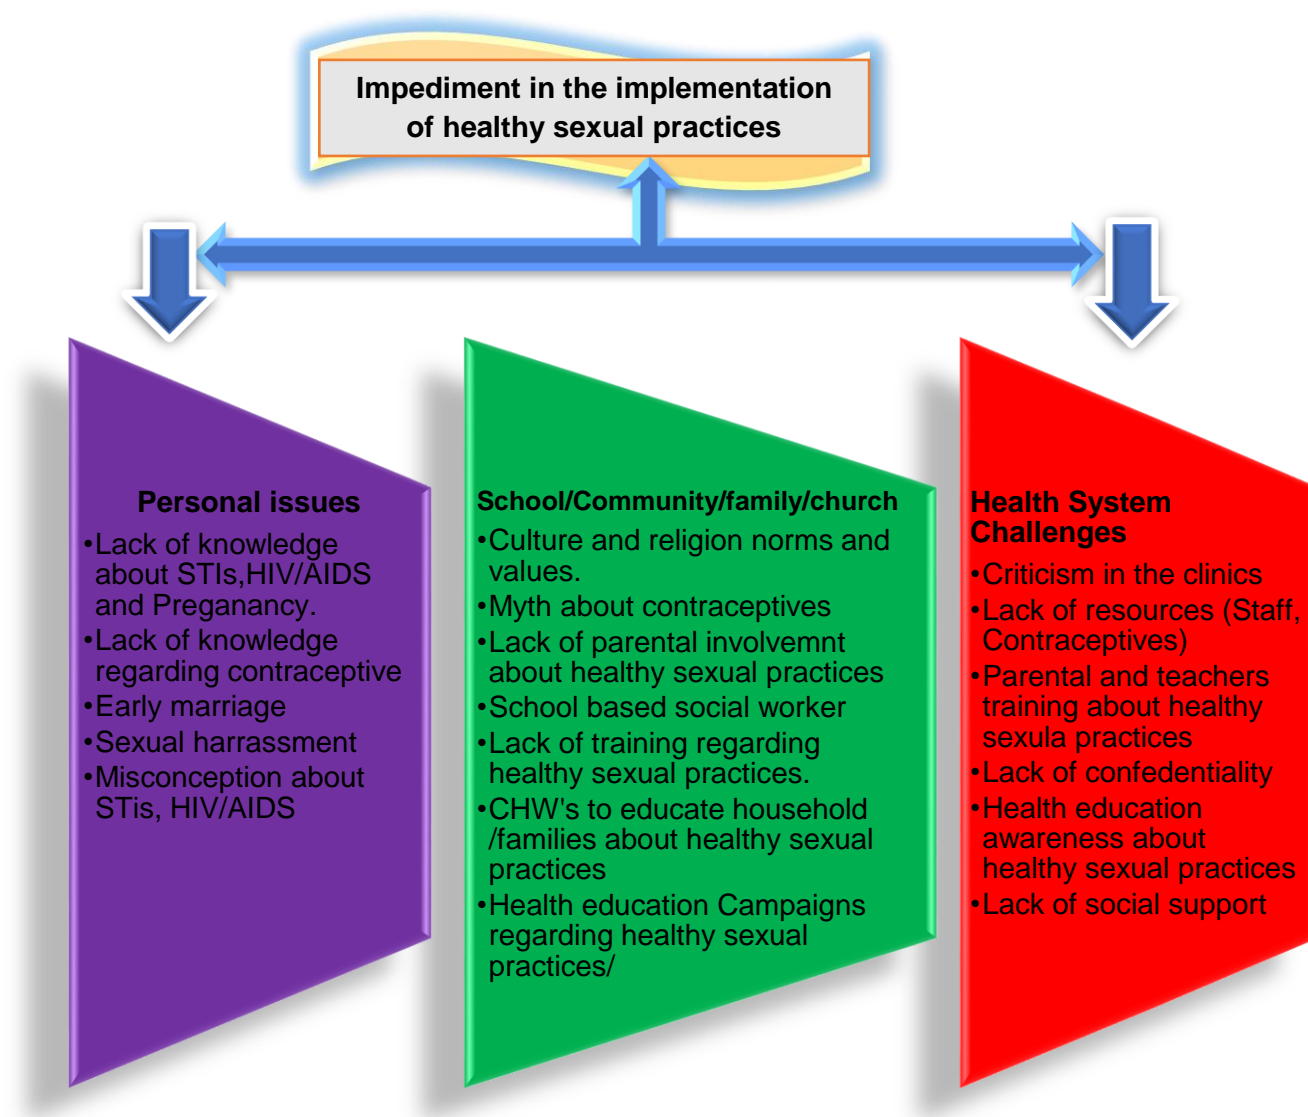 Impediment in the implementation
of healthy sexual practices
Personal issues
•Lack of knowledge
about STIs,HIV/AIDS
and Preganancy.
•Lack of knowledge
regarding contraceptive
•Early marriage
•Sexual harrassment
•Misconception about
STis, HIV/AIDS
School/Community/family/church
•Culture and religion norms and
values.
•Myth about contraceptives
•Lack of parental involvemnt
about healthy sexual practices
•School based social worker
•Lack of training regarding
healthy sexual practices.
•CHW's to educate household
/families about healthy sexual
practices
•Health education Campaigns
regarding healthy sexual
practices/
Health System
Challenges
•Criticism in the clinics
•Lack of resources (Staff,
Contraceptives)
•Parental and teachers
training about healthy
sexula practices
•Lack of confedentiality
•Health education
awareness about
healthy sexual practices
•Lack of social support